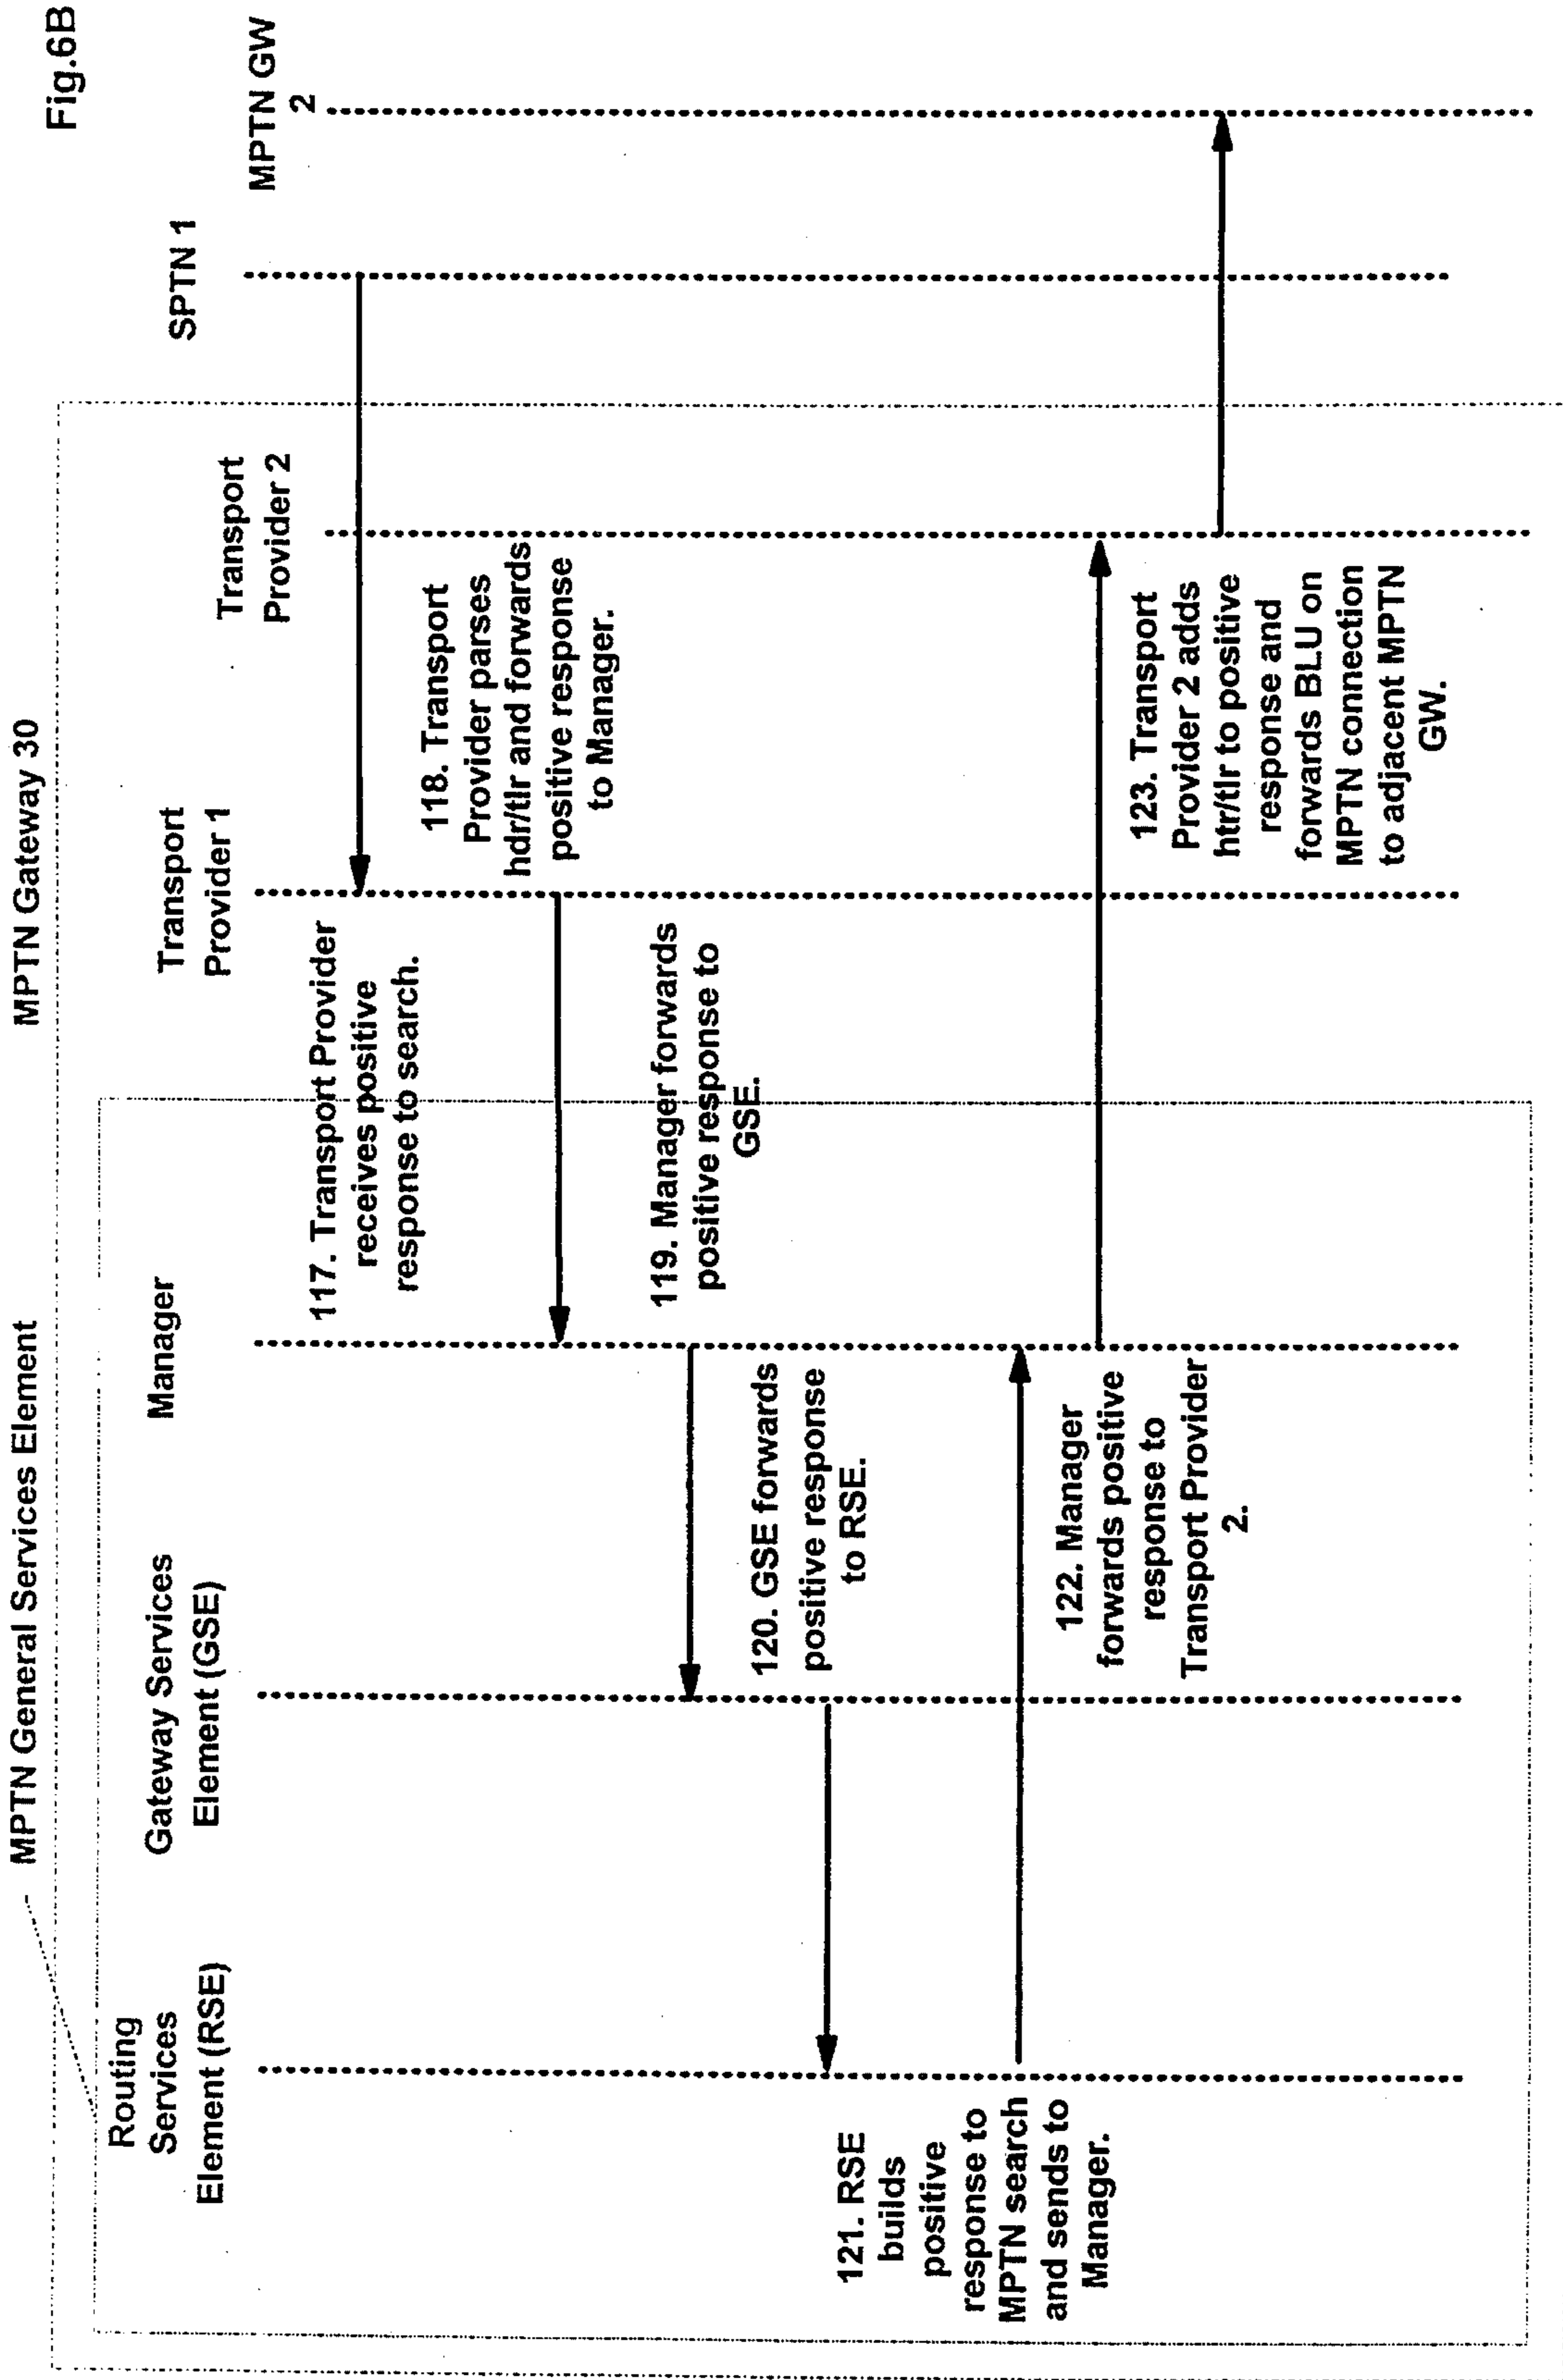 Fig.6B
MPTN Gateway 30
MPTN General Services Element
Routing
Services
Element (RSE)
Gateway Services
Element (GSE)
Manager
Transport
Provider 1
Transport
Provider 2
SPTN 1
MPTN GW
2
117. Transport Provider
receives positive
response to search.
118. Transport
Provider parses
hdr/tlr and forwards
positive response
to Manager.
119. Manager forwards
positive response to
GSE.
120. GSE forwards
positive response
to RSE.
121. RSE
builds
positive
response to
MPTN search
and sends to
Manager.
122. Manager
forwards positive
response to
Transport Provider
2.
123. Transport
Provider 2 adds
htr/tlr to positive
response and
forwards BLU on
MPTN connection
to adjacent MPTN
GW.